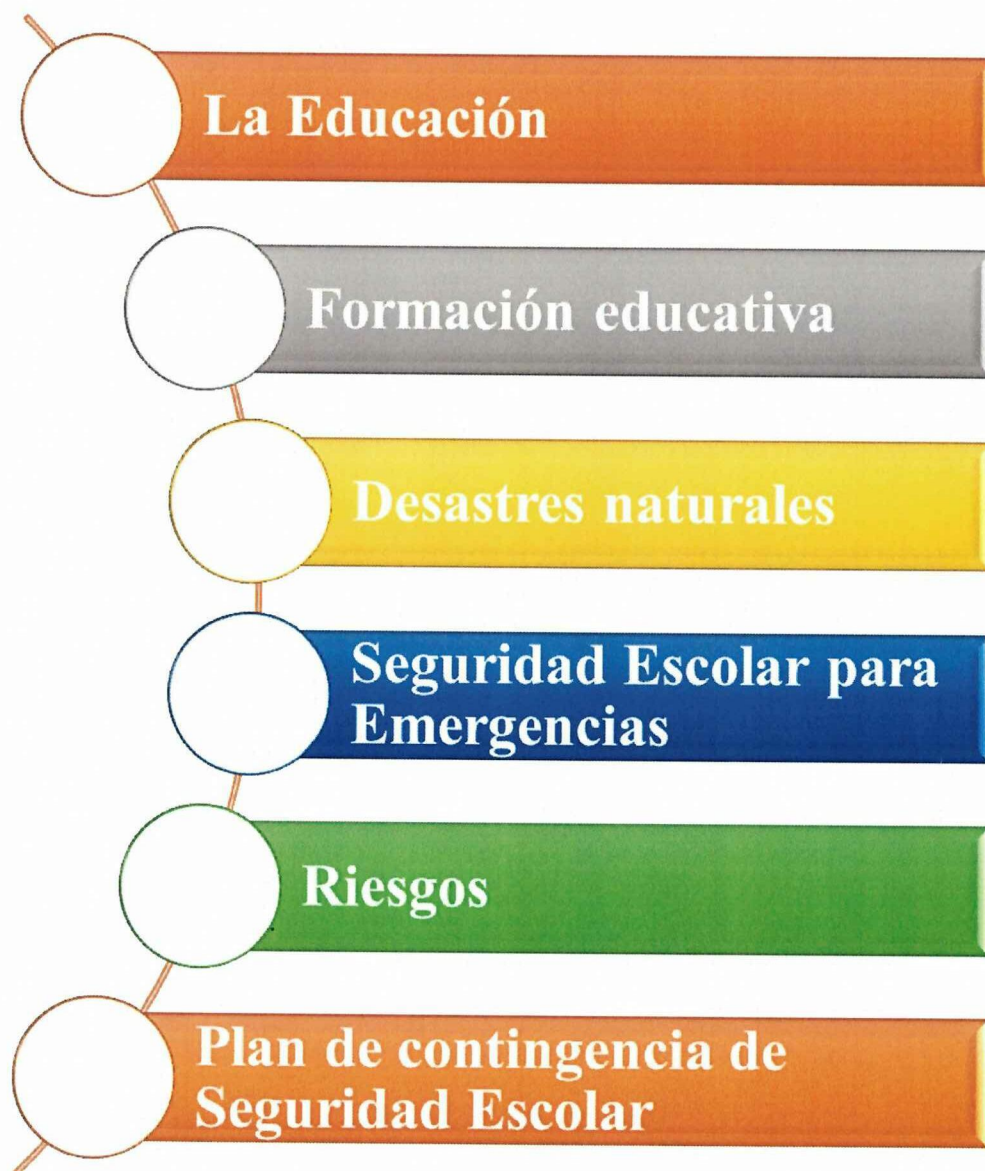 La Educación
Formación educativa
Desastres naturales
Seguridad Escolar para
Emergencias
Riesgos
Plan de contingencia de
Seguridad Escolar